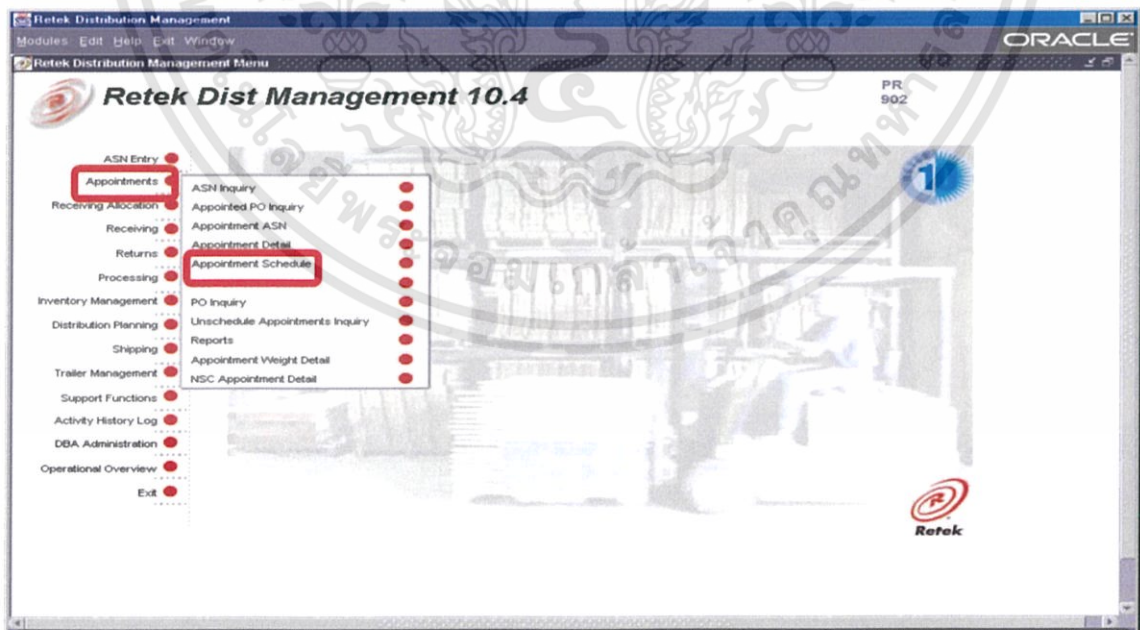 Retek Distribution Management
Modules Edit Help Exit Window
ORACLE
Retek Distribution Management Menu
Retek Dist Management 10.4
PR
902
ASN Entry
Appointments
Receiving Allocation
Receiving
Returns
Processing
Inventory Management
Distribution Planning
Shipping
Trailer Management
Support Functions
Activity History Log
DBA Administration
Operational Overview
Exit
ASN Inquiry
Appointed PO Inquiry
Appointment ASN
Appointment Detail
Appointment Schedule
PO Inquiry
Unschedule Appointments Inquiry
Reports
Appointment Weight Detail
NSC Appointment Detail
10
R
Retek